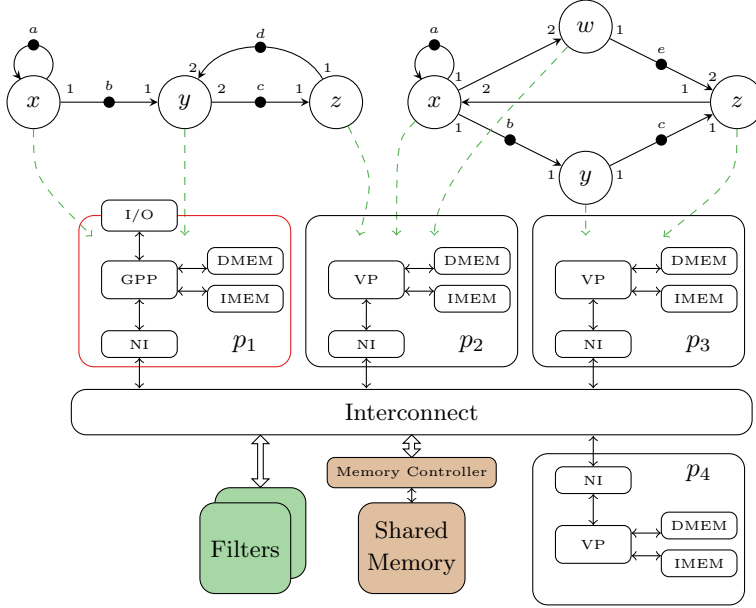 a
d
w
a
1
2
1
e
2
1
1
2
x
1
b
1
y
2
c
1
z
x
2
1
z
1
b
c
1
1
y
1
I/O
GPP
DMEM
IMEM
NI
p1
VP
DMEM
IMEM
NI
p2
VP
DMEM
IMEM
NI
p3
Interconnect
Memory Controller
Filters
Shared
Memory
NI
p4
VP
DMEM
IMEM